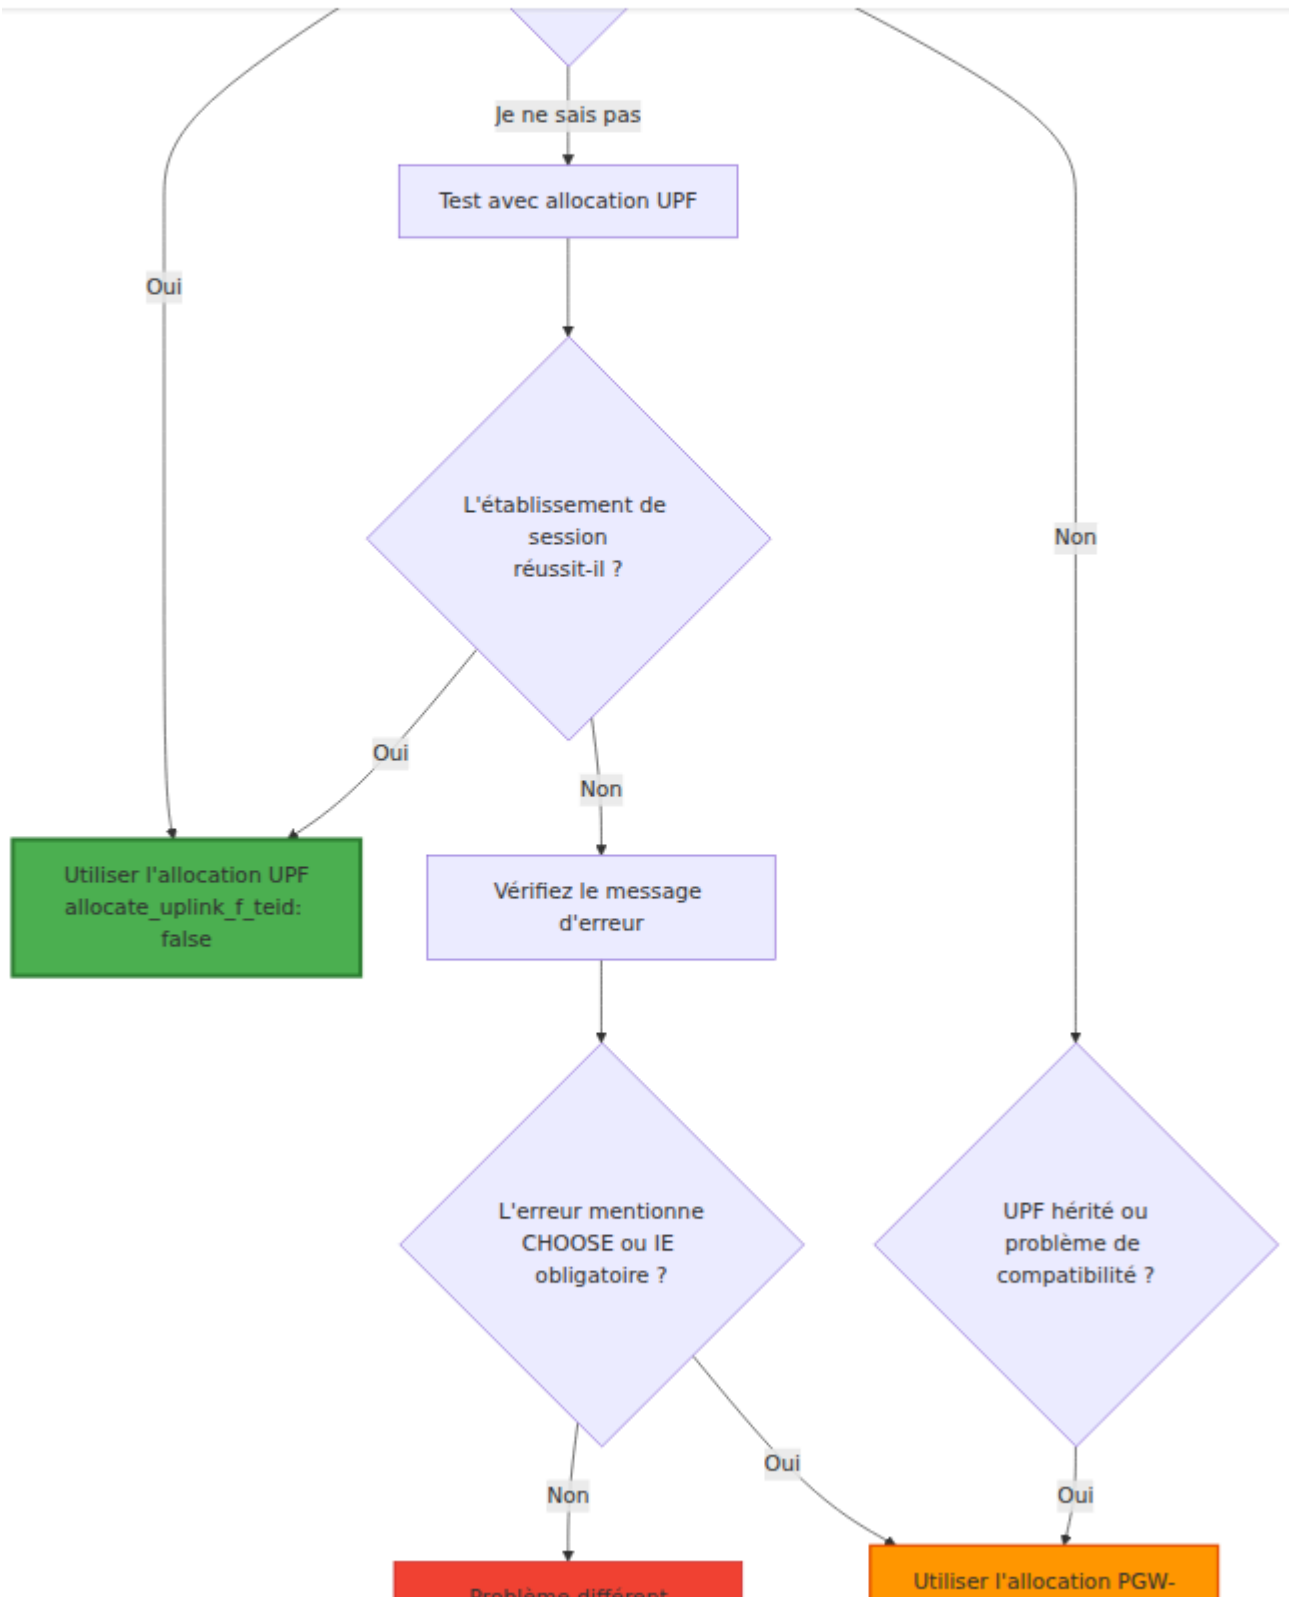 Je ne sais pas
Test avec allocation UPF
Oui
L'établissement de
session
réussit-il ?
Non
Oui
Non
Utiliser l'allocation UPF
allocate_uplink_f_teid:
false
Vérifiez le message
d'erreur
L'erreur mentionne
CHOOSE ou IE
obligatoire ?
UPF hérité ou
problème de
compatibilité ?
Oui
Non
Oui
Problème différent
Utiliser l'allocation PGW-